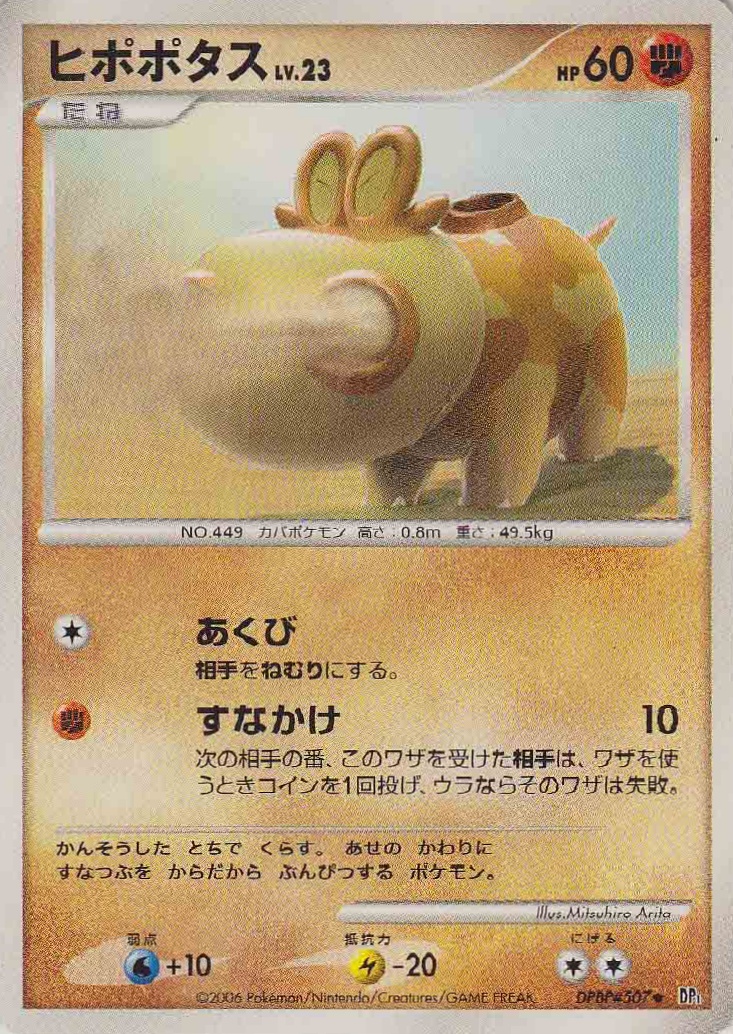 ヒポポタス LV.23 HP60
たね
NO.449 カバポケモン 高さ:0.8m 重さ:49.5kg
あくび
相手をねむりにする。
すなかけ 10
次の相手の番、このワザを受けた相手は、ワザを使
うときコインを1回投げ、ウラならそのワザは失敗。
かんそうした とちで くらす。 あせの かわりに
すなつぶを からだから ぶんぴつする ポケモン。
Illus.Mitsuhiro Arita
弱点 抵抗力 にげる
+10 -20
©2006 Pokémon/Nintendo/Creatures/GAME FREAK. DPBP#507 DP1